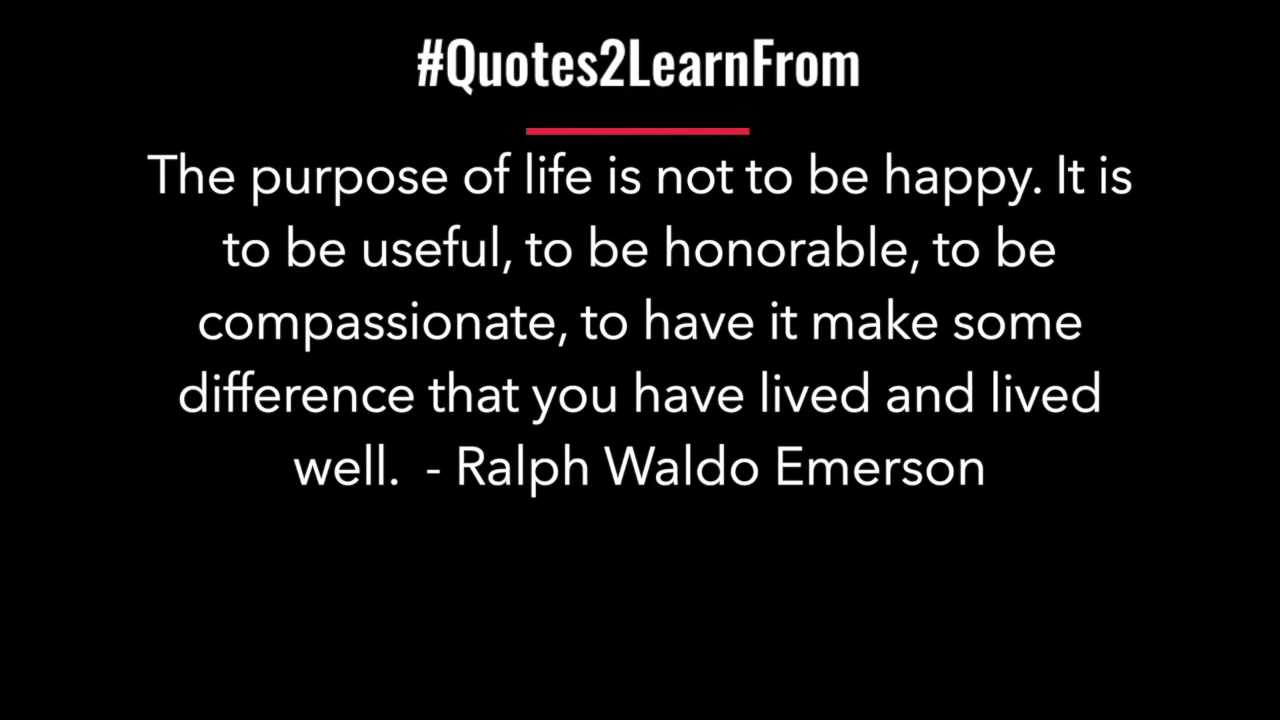 #Quotes2LearnFrom
The purpose of life is not to be happy. It is
to be useful, to be honorable, to be
compassionate, to have it make some
difference that you have lived and lived
well.  - Ralph Waldo Emerson